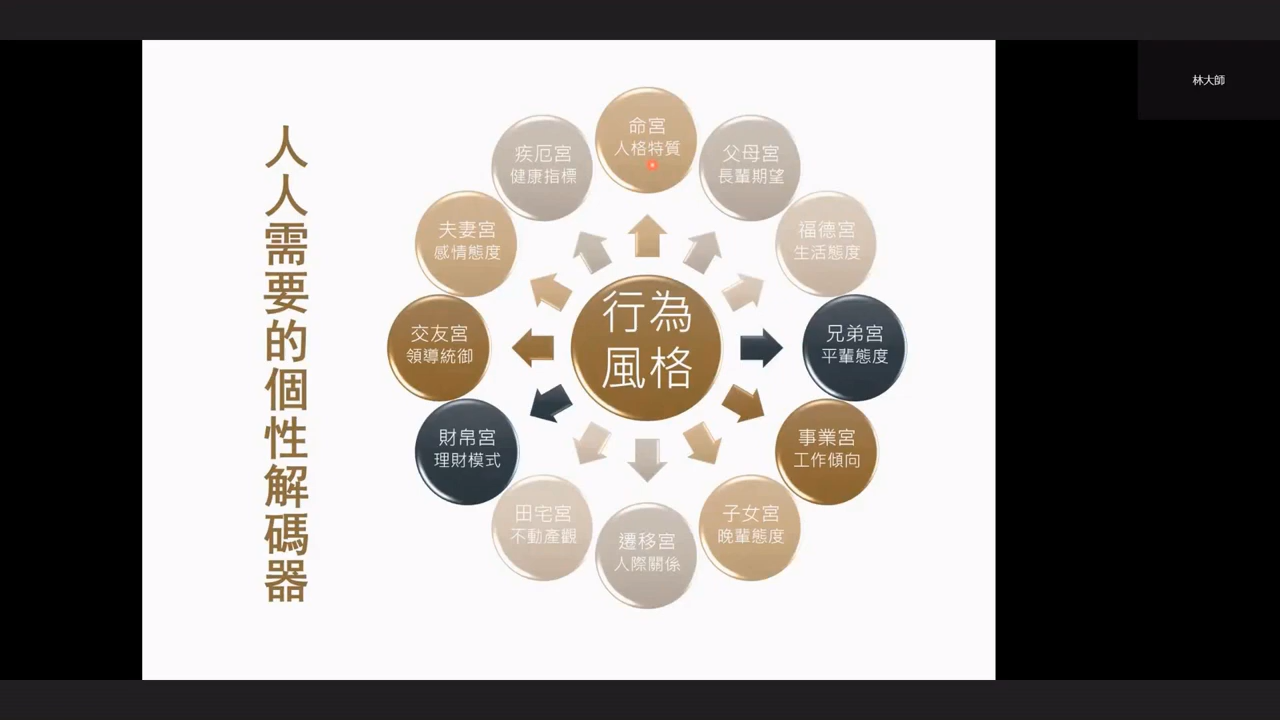 林大師
人人需要的個性解碼器
行為
風格
命宮
人格特質
父母宮
長輩期望
福德宮
生活態度
兄弟宮
平輩態度
事業宮
工作傾向
子女宮
晚輩態度
遷移宮
人際關係
田宅宮
不動產觀
財帛宮
理財模式
交友宮
領導統御
夫妻宮
感情態度
疾厄宮
健康指標